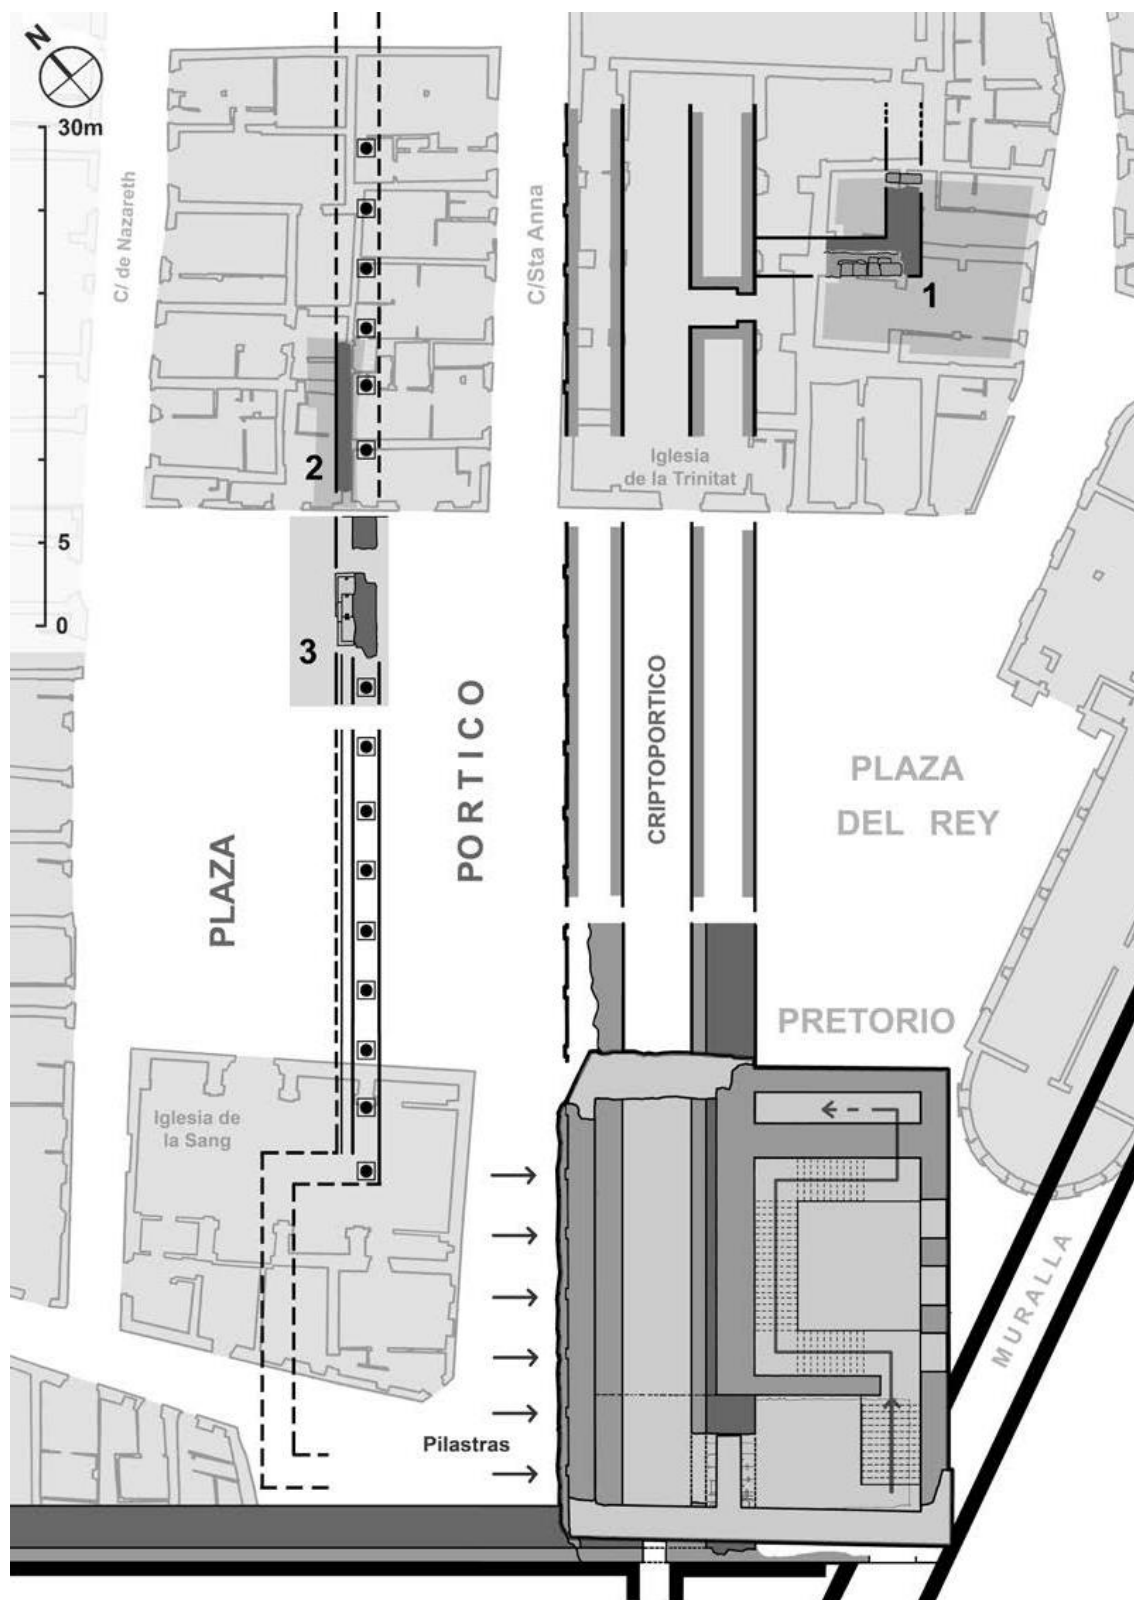 N
30m
C/ de Nazareth
C/Sta Anna
1
2
Iglesia
de la Trinitat
5
0
3
PORTICO
CRIPTOPORTICO
PLAZA
DEL REY
PLAZA
PRETORIO
Iglesia de
la Sang
MURALLA
Pilastras